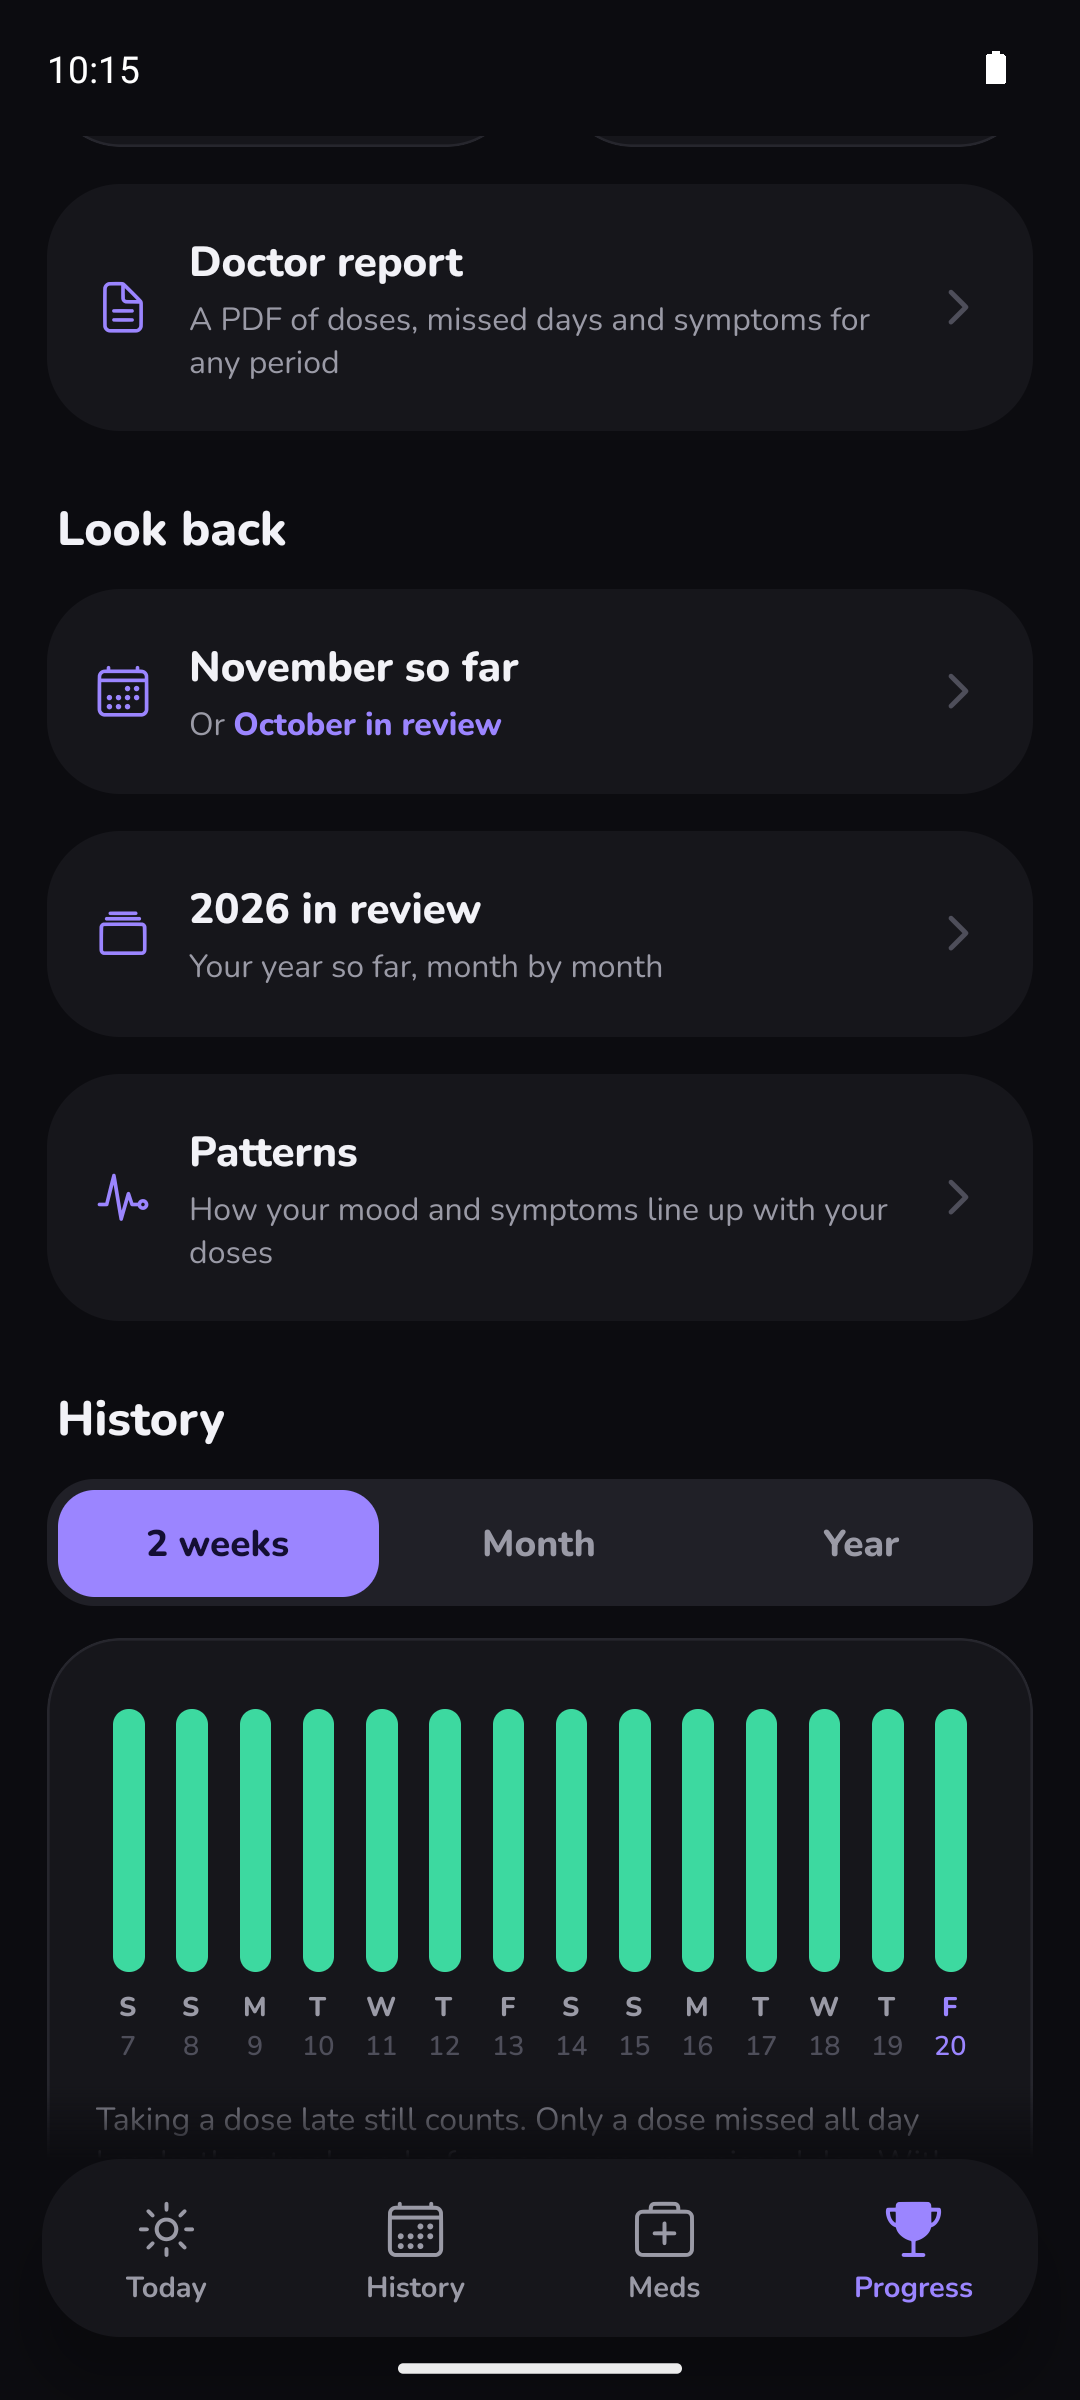 10:15
Doctor report
A PDF of doses, missed days and symptoms for
any period
Look back
November so far
Or October in review
2026 in review
Your year so far, month by month
Patterns
How your mood and symptoms line up with your
doses
History
2 weeks Month Year
S S M T W T F S S M T W T F
7 8 9 10 11 12 13 14 15 16 17 18 19 20
Taking a dose late still counts. Only a dose missed all day
Today History Meds Progress